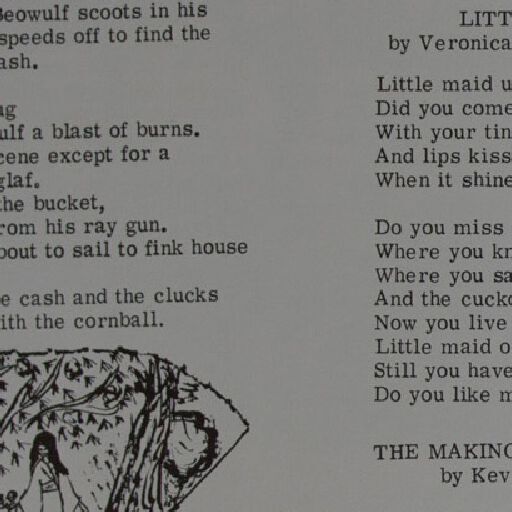 Beowulf scoots in his
speeds off to find the
ash.
ulf a blast of burns.
cene except for a
glaf.
the bucket,
rom his ray gun.
bout to sail to fink house
e cash and the clucks
ith the cornball.
LITT
by Veronica
Little maid u
Did you come
With your tin
And lips kiss
When it shine
Do you miss
Where you kn
Where you sa
And the cucko
Now you live
Little maid o
Still you have
Do you like m
THE MAKING
by Kev